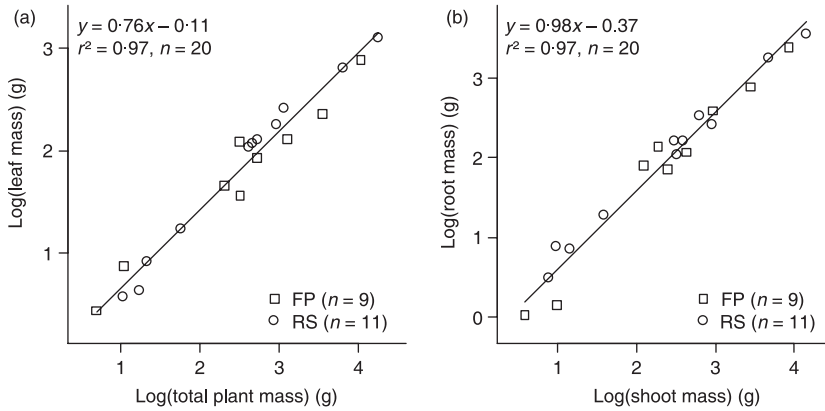 (a)
y = 0·76x – 0·11
r² = 0·97, n = 20
3
2
1
Log(leaf mass) (g)
FP (n = 9)
RS (n = 11)
1 2 3 4
Log(total plant mass) (g)
(b)
y = 0·98x – 0·37
r² = 0·97, n = 20
3
2
1
0
Log(root mass) (g)
FP (n = 9)
RS (n = 11)
1 2 3 4
Log(shoot mass) (g)